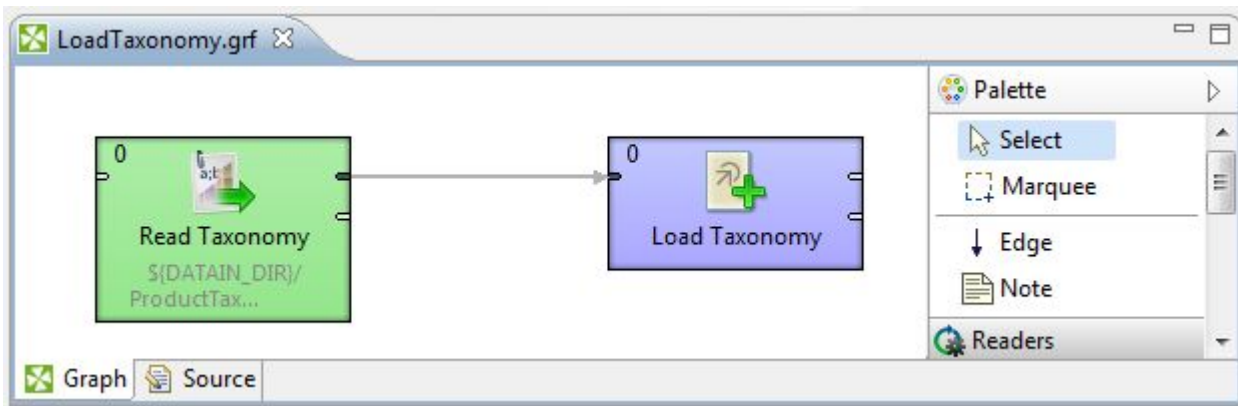 LoadTaxonomy.grf
Palette
Select
Marquee
Edge
Note
Readers
0
a;b
Read Taxonomy
${DATAIN_DIR}/
ProductTax...
0
Load Taxonomy
Graph
Source